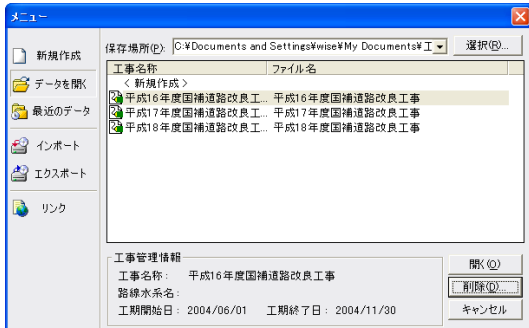 メニュー
新規作成
データを開く
最近のデータ
インポート
エクスポート
リンク
保存場所(P): C:¥Documents and Settings¥wise¥My Documents¥工 選択(R)...
工事名称 ファイル名
<新規作成>
平成16年度国補道路改良工... 平成16年度国補道路改良工事
平成17年度国補道路改良工... 平成17年度国補道路改良工事
平成18年度国補道路改良工... 平成18年度国補道路改良工事
工事管理情報
工事名称: 平成16年度国補道路改良工事
路線水系名:
工期開始日: 2004/06/01 工期終了日: 2004/11/30
開く(O)
削除(D)...
キャンセル